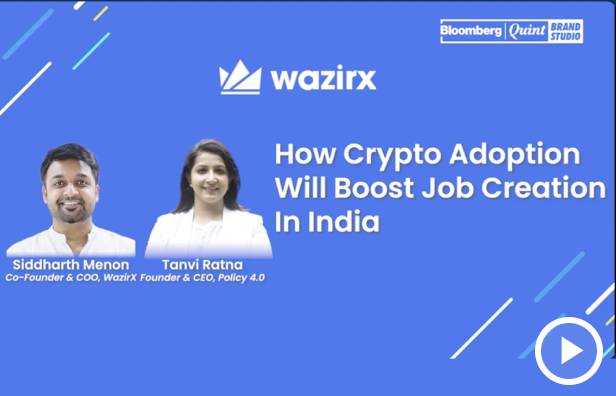 Bloomberg | Quint BRAND STUDIO
wazirx
How Crypto Adoption
Will Boost Job Creation
In India
Siddharth Menon
Co-Founder & COO, WazirX
Tanvi Ratna
Founder & CEO, Policy 4.0